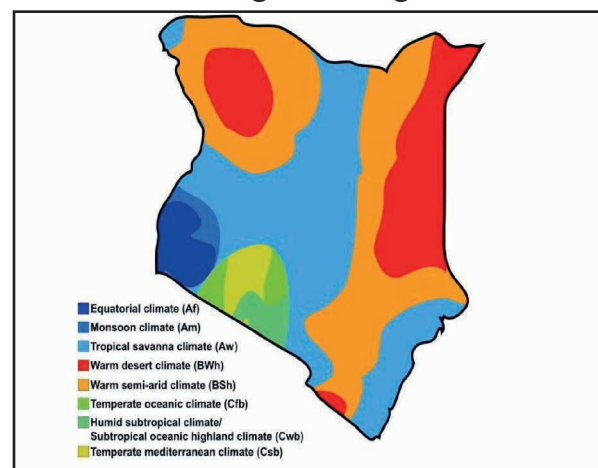 Equatorial climate (Af)
Monsoon climate (Am)
Tropical savanna climate (Aw)
Warm desert climate (BWh)
Warm semi-arid climate (BSh)
Temperate oceanic climate (Cfb)
Humid subtropical climate/
Subtropical oceanic highland climate (Cwb)
Temperate mediterranean climate (Csb)